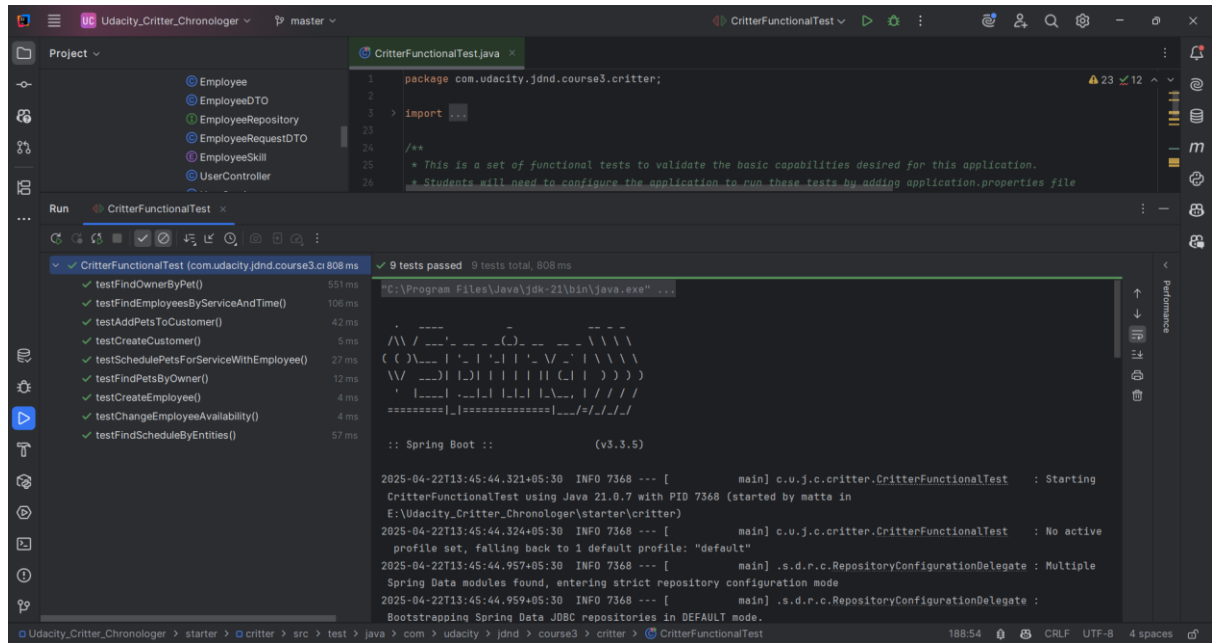 UC Udacity_Critter_Chronologer master CritterFunctionalTest
Project
CritterFunctionalTest.java
Employee
EmployeeDTO
EmployeeRepository
EmployeeRequestDTO
EmployeeSkill
UserController
1 package com.udacity.jdnd.course3.critter;
23 12
2
3 import ...
23
24 /**
25 * This is a set of functional tests to validate the basic capabilities desired for this application.
26 * Students will need to configure the application to run these tests by adding application.properties file
Run CritterFunctionalTest
CritterFunctionalTest (com.udacity.jdnd.course3.cri 808 ms
testFindOwnerByPet() 551 ms
testFindEmployeesByServiceAndTime() 106 ms
testAddPetsToCustomer() 42 ms
testCreateCustomer() 5 ms
testSchedulePetsForServiceWithEmployee() 27 ms
testFindPetsByOwner() 12 ms
testCreateEmployee() 4 ms
testChangeEmployeeAvailability() 4 ms
testFindScheduleByEntities() 57 ms
9 tests passed 9 tests total, 808 ms
"C:\Program Files\Java\jdk-21\bin\java.exe" ...
:: Spring Boot :: (v3.3.5)
2025-04-22T13:45:44.321+05:30 INFO 7368 --- [ main] c.u.j.c.critter.CritterFunctionalTest : Starting
CritterFunctionalTest using Java 21.0.7 with PID 7368 (started by matta in
E:\Udacity_Critter_Chronologer\starter\critter)
2025-04-22T13:45:44.324+05:30 INFO 7368 --- [ main] c.u.j.c.critter.CritterFunctionalTest : No active
profile set, falling back to 1 default profile: "default"
2025-04-22T13:45:44.957+05:30 INFO 7368 --- [ main] .s.d.r.c.RepositoryConfigurationDelegate : Multiple
Spring Data modules found, entering strict repository configuration mode
2025-04-22T13:45:44.959+05:30 INFO 7368 --- [ main] .s.d.r.c.RepositoryConfigurationDelegate :
Bootstrapping Spring Data JDBC repositories in DEFAULT mode.
Performance
Udacity_Critter_Chronologer > starter > critter > src > test > java > com > udacity > jdnd > course3 > critter > CritterFunctionalTest 188:54 CRLF UTF-8 4 spaces